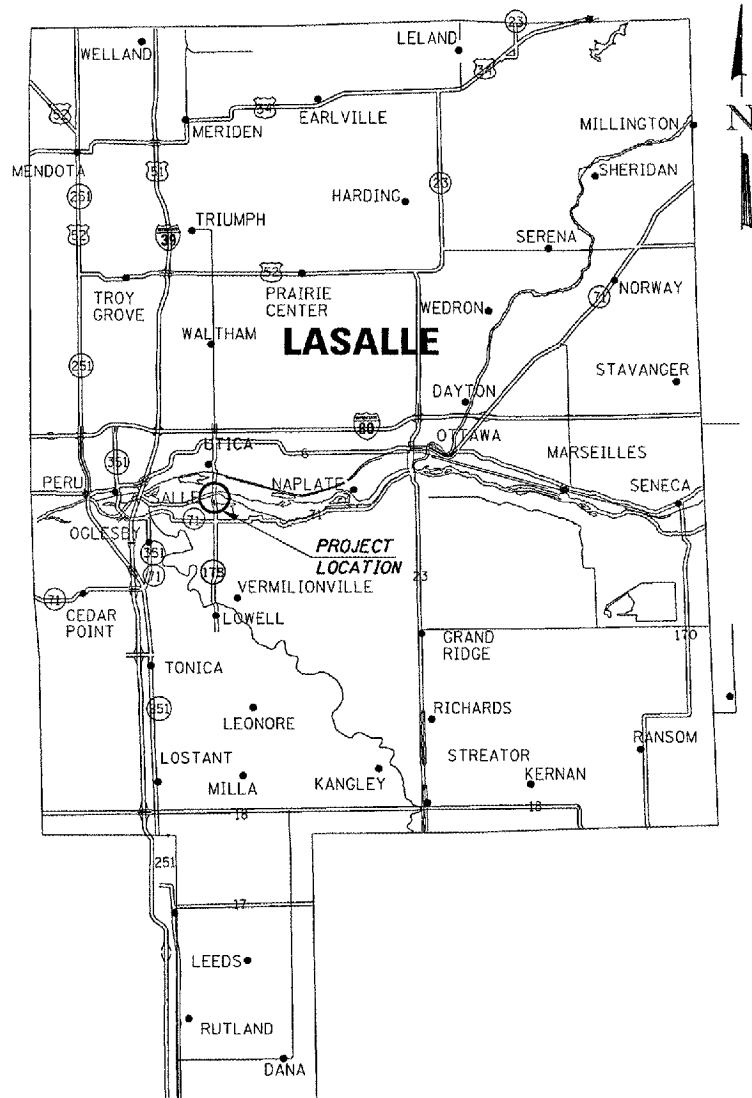 23
WELLAND
LELAND
34
52
34
EARLVILLE
MERIDEN
N
MILLINGTON
MENDOTA
51
SHERIDAN
251
23
HARDING
52
39
TRIUMPH
SERENA
52
TROY
GROVE
PRAIRIE
CENTER
WEDRON
71
NORWAY
WALTHAM
LASALLE
251
STAVANGER
DAYTON
80
OTTAWA
UTICA
6
MARSEILLES
351
PERU
NAPLATE
SENECA
71
71
OGLESBY
PROJECT
LOCATION
351
71
178
23
71
VERMILIONVILLE
CEDAR
POINT
LOWELL
GRAND
RIDGE
170
TONICA
251
LEONORE
RICHARDS
LOSTANT
STREATOR
RANSOM
MILLA
KANGLEY
KERNAN
18
18
251
17
LEEDS
RUTLAND
DANA